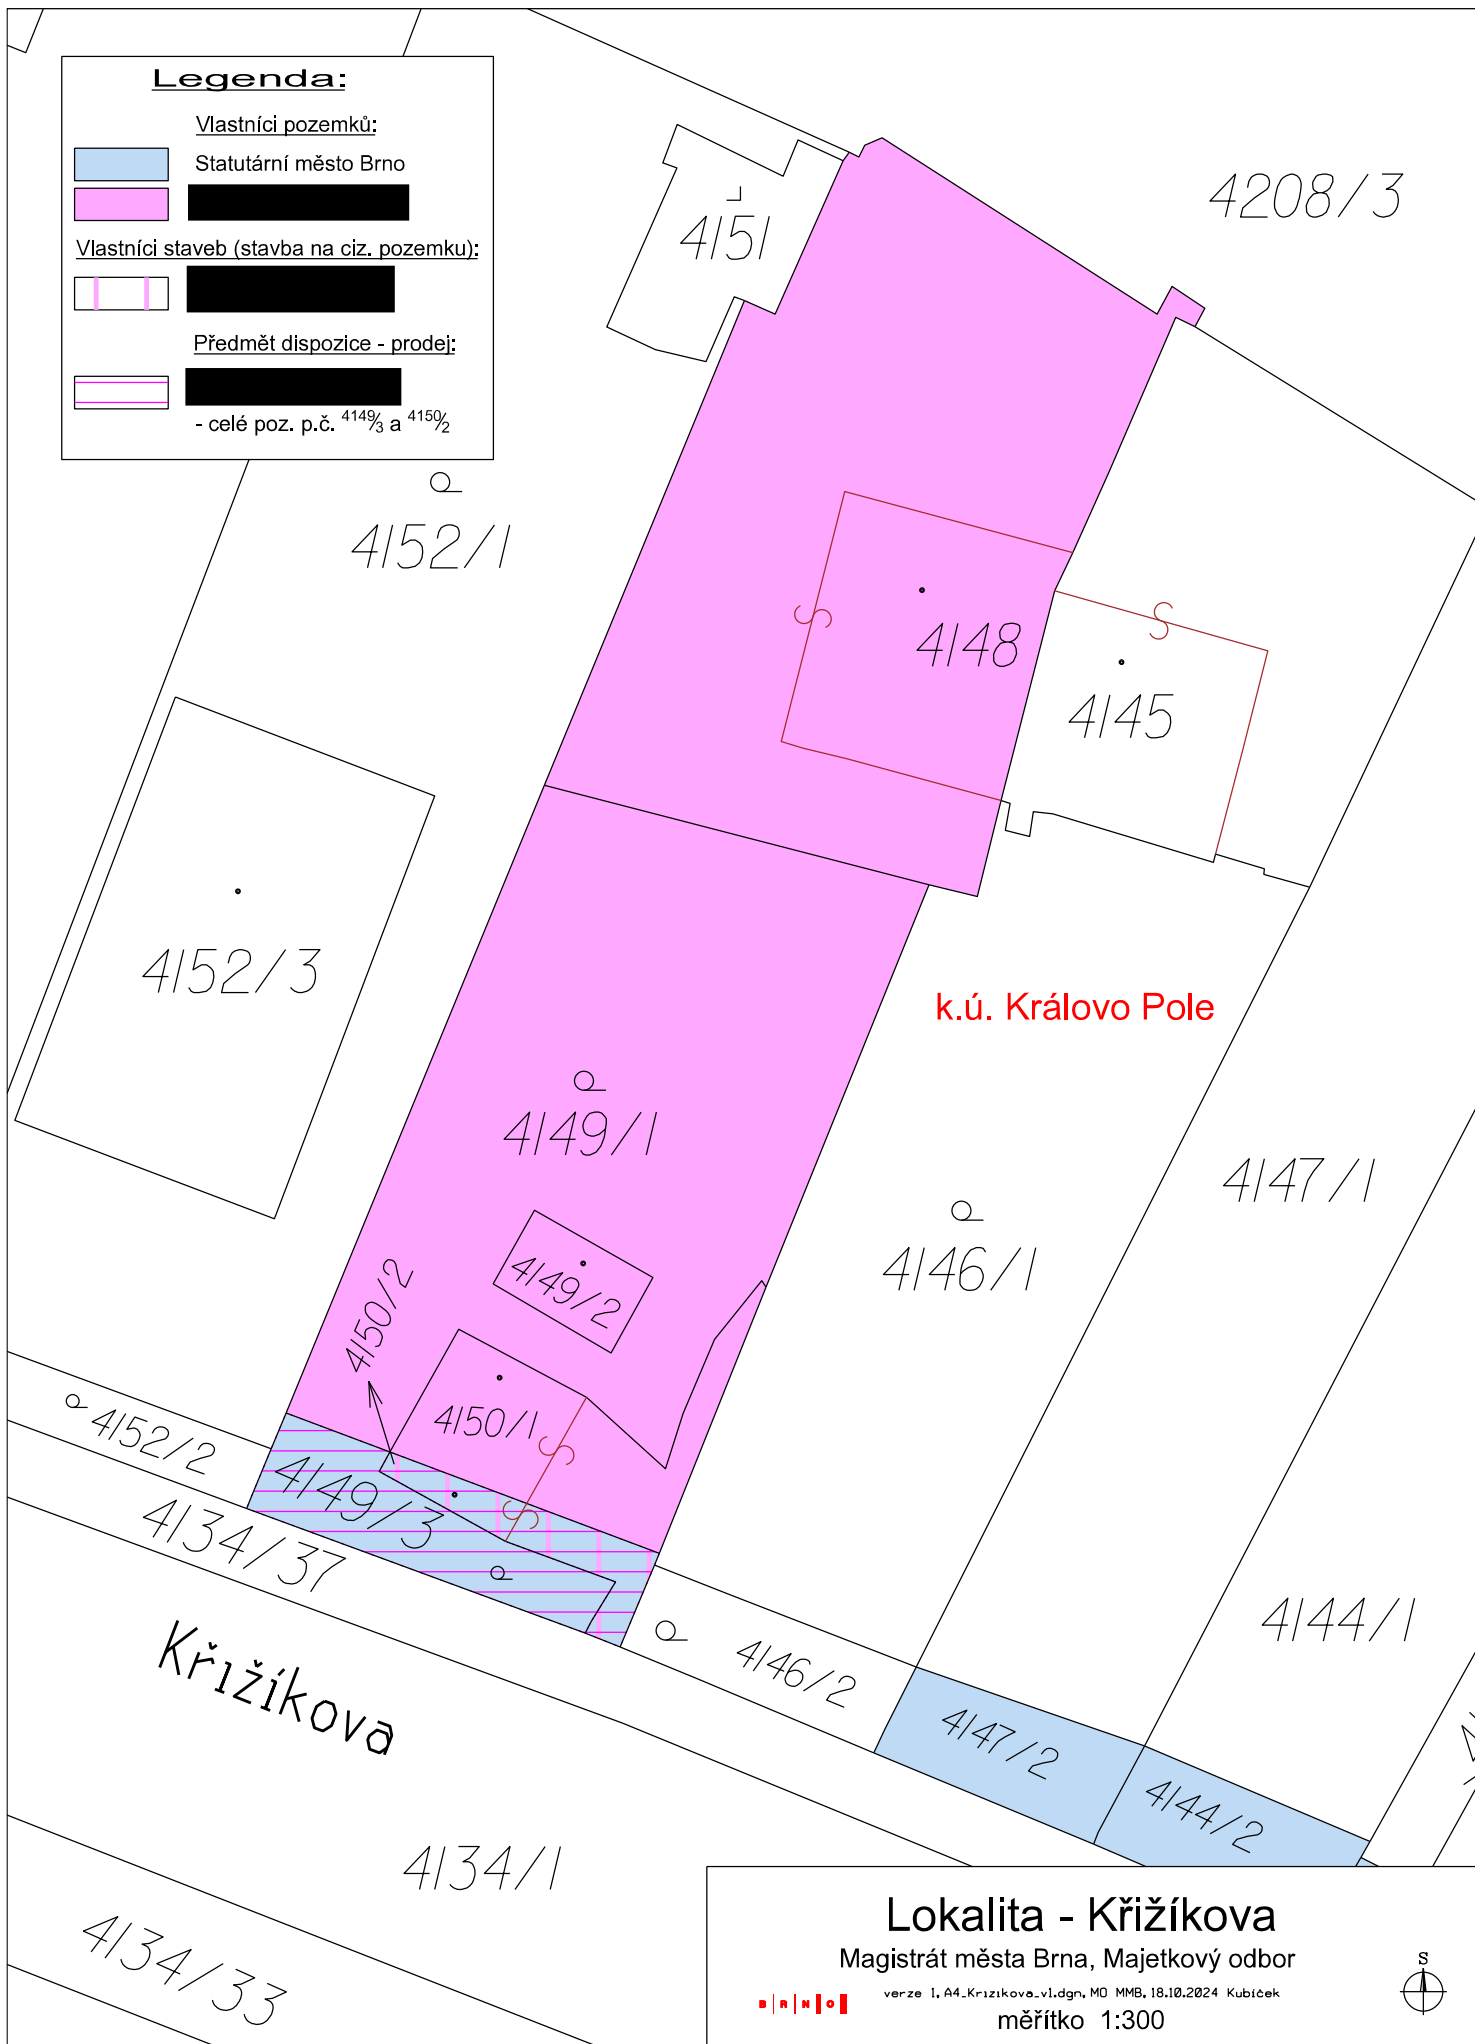 Legenda:
Vlastníci pozemků:
Statutární město Brno
Vlastníci staveb (stavba na ciz. pozemku):
Předmět dispozice - prodej:
- celé poz. p.č. 4149/3 a 4150/2
4208/3
4151
4152/1
4148
4145
4152/3
k.ú. Královo Pole
4149/1
4147/1
4146/1
4149/2
4150/2
4150/1
4152/2
4149/3
4134/37
4144/1
4146/2
Křižíkova
4147/2
4144/2
4134/1
4134/33
S
S
S
S
Lokalita - Křižíkova
Magistrát města Brna, Majetkový odbor
verze 1, A4_Krizikova_v1.dgn, MO MMB, 18.10.2024 Kubíček
BRNO
měřítko 1:300
S